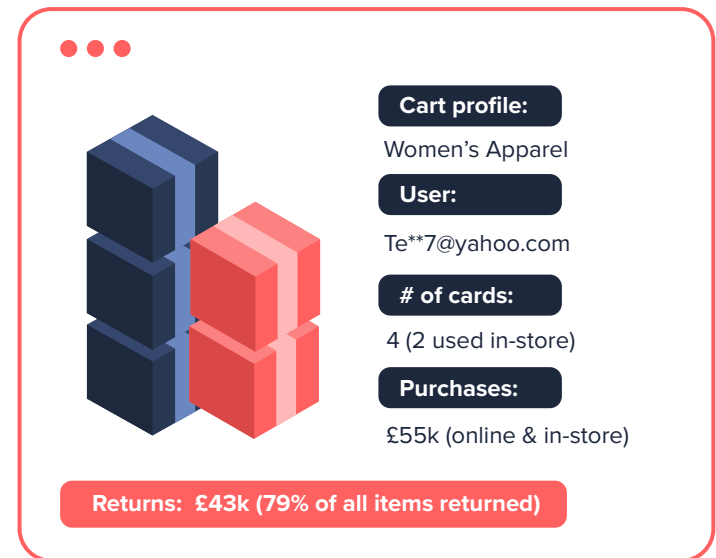 Cart profile:
Women’s Apparel
User:
Te**7@yahoo.com
# of cards:
4 (2 used in-store)
Purchases:
£55k (online & in-store)
Returns:  £43k (79% of all items returned)